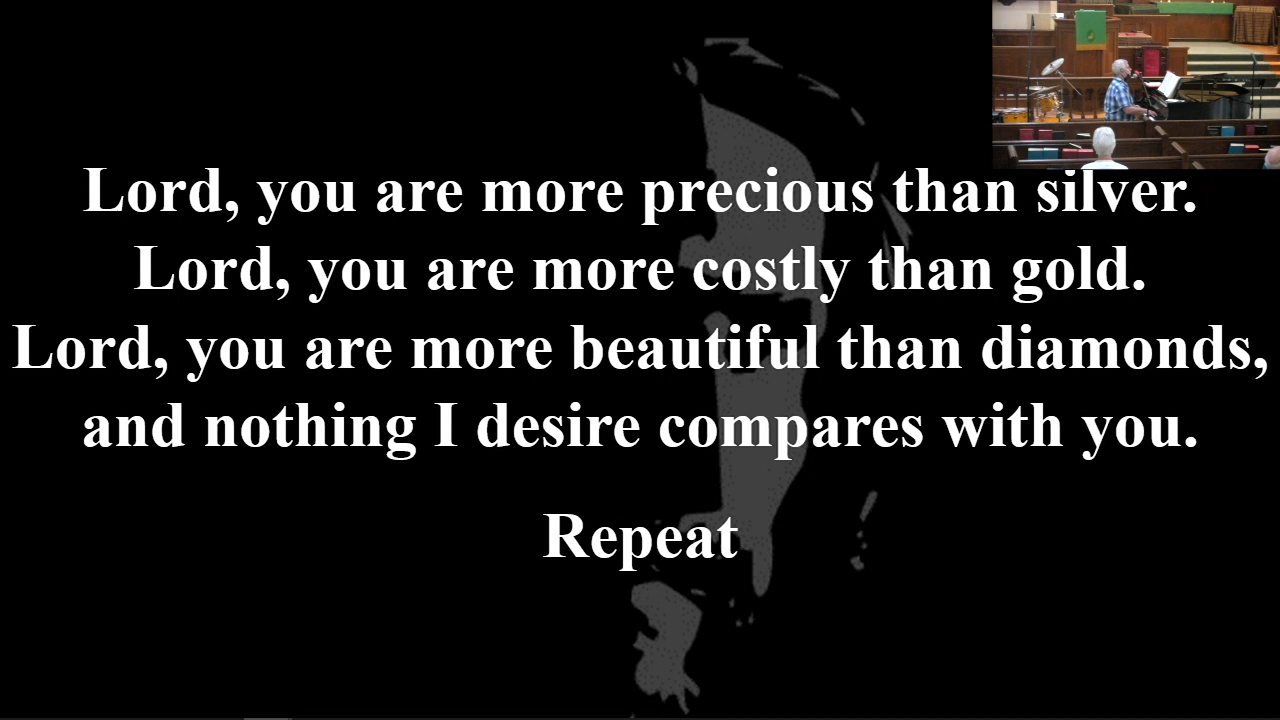 Lord, you are more precious than silver.
Lord, you are more costly than gold.
Lord, you are more beautiful than diamonds,
and nothing I desire compares with you.
Repeat